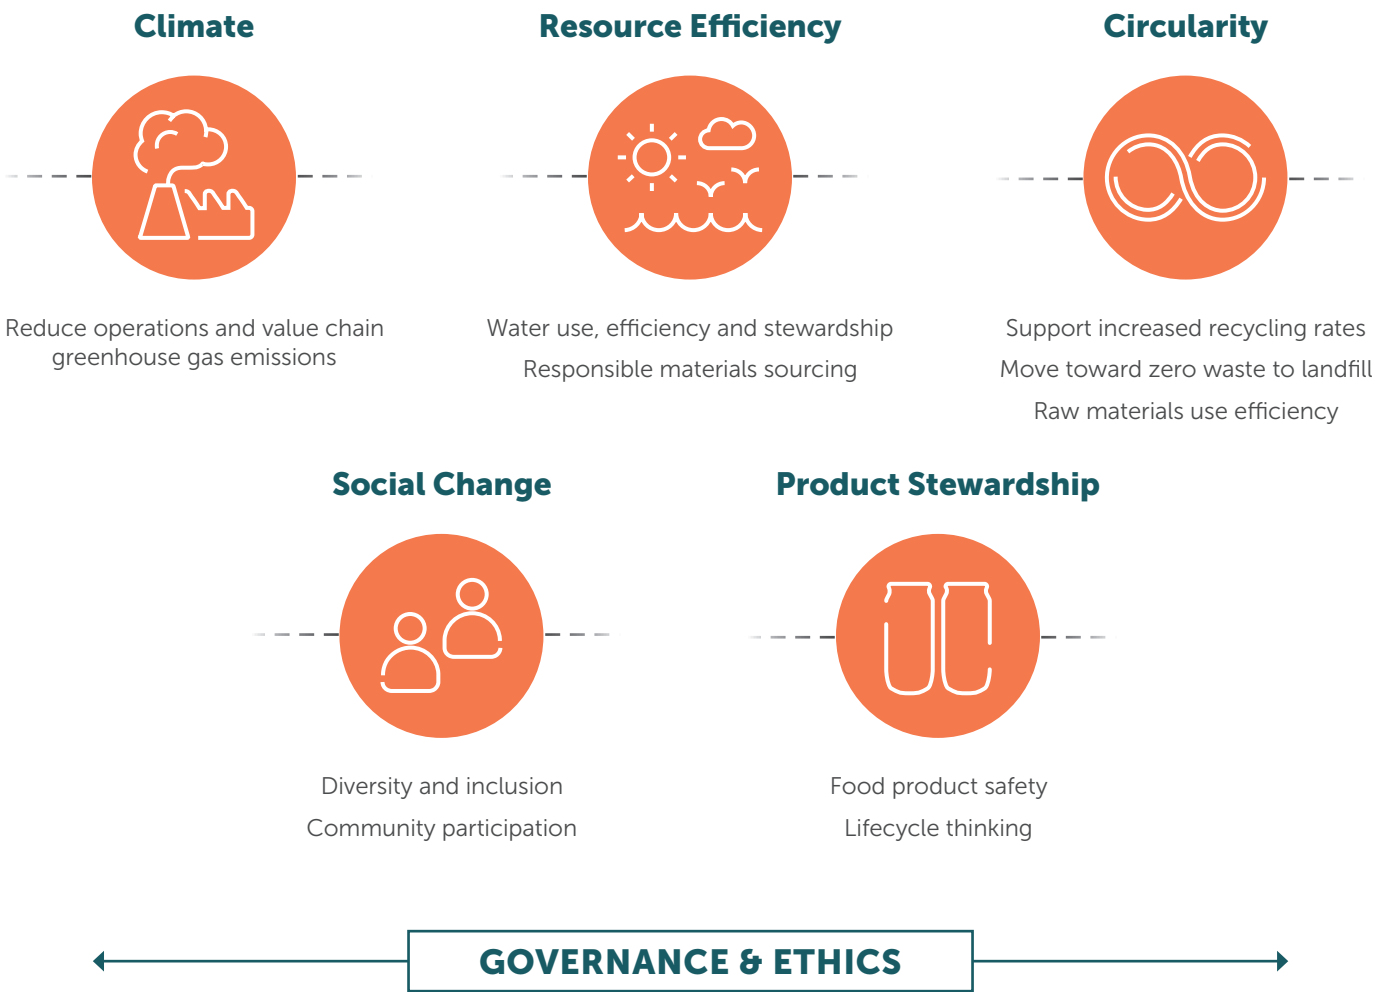 Climate
Resource Efficiency
Circularity
Reduce operations and value chain
greenhouse gas emissions
Water use, efficiency and stewardship
Responsible materials sourcing
Support increased recycling rates
Move toward zero waste to landfill
Raw materials use efficiency
Social Change
Product Stewardship
Diversity and inclusion
Community participation
Food product safety
Lifecycle thinking
GOVERNANCE & ETHICS